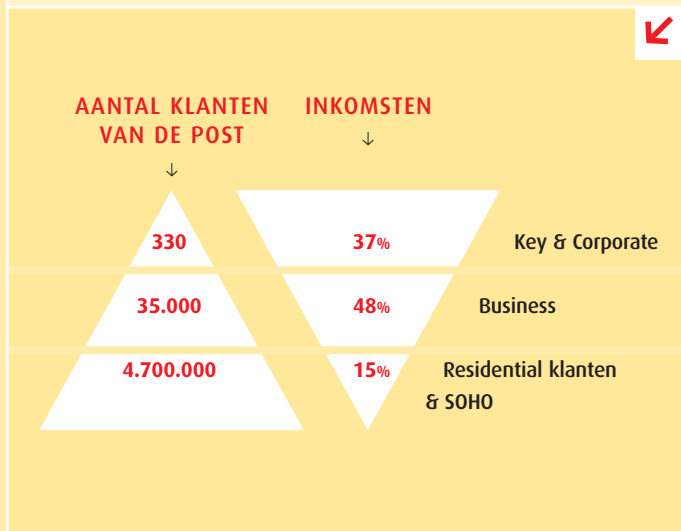 AANTAL KLANTEN
VAN DE POST
↓
INKOMSTEN
↓
330 37% Key & Corporate
35.000 48% Business
4.700.000 15% Residential klanten
& SOHO